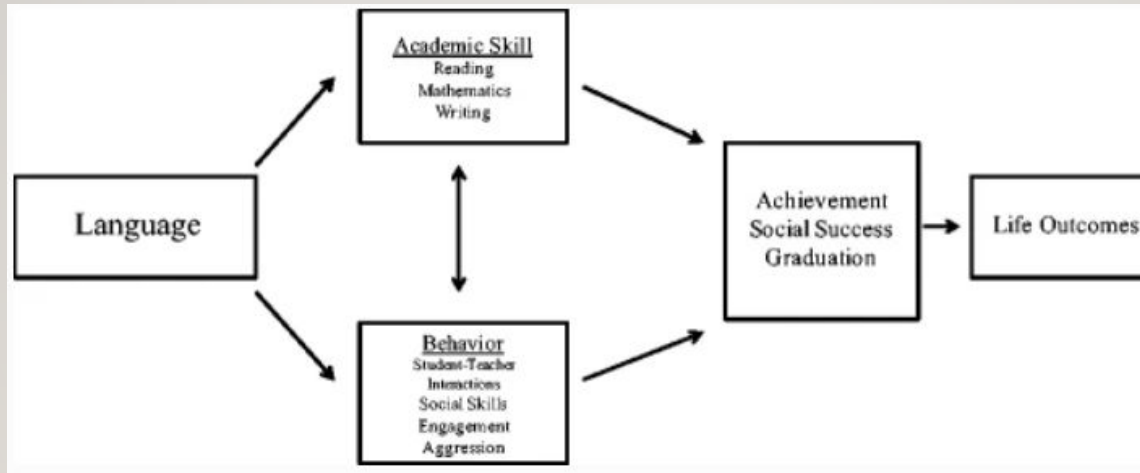 Academic Skill
Reading
Mathematics
Writing
Language
Behavior
Student-Teacher
Interactions
Social Skills
Engagement
Aggression
Achievement
Social Success
Graduation
Life Outcomes